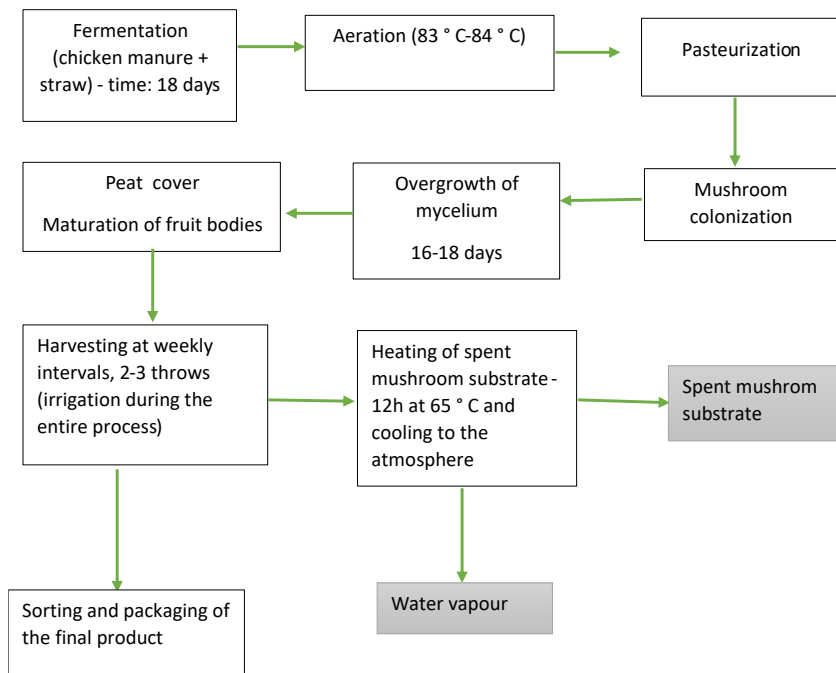 Fermentation
(chicken manure +
straw) - time: 18 days
Aeration (83 ° C-84 ° C)
Pasteurization
Mushroom
colonization
Overgrowth of
mycelium
16-18 days
Peat cover
Maturation of fruit bodies
Harvesting at weekly
intervals, 2-3 throws
(irrigation during the
entire process)
Heating of spent
mushroom substrate -
12h at 65 ° C and
cooling to the
atmosphere
Spent mushrom
substrate
Sorting and packaging of
the final product
Water vapour